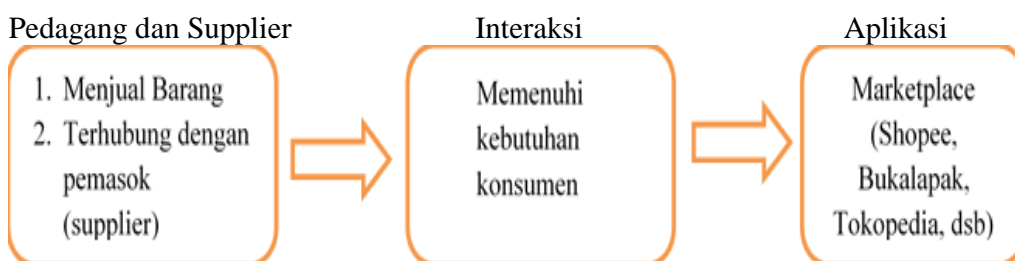 Pedagang dan Supplier
Interaksi
Aplikasi
1. Menjual Barang
2. Terhubung dengan
pemasok
(supplier)
Memenuhi
kebutuhan
konsumen
Marketplace
(Shopee,
Bukalapak,
Tokopedia, dsb)